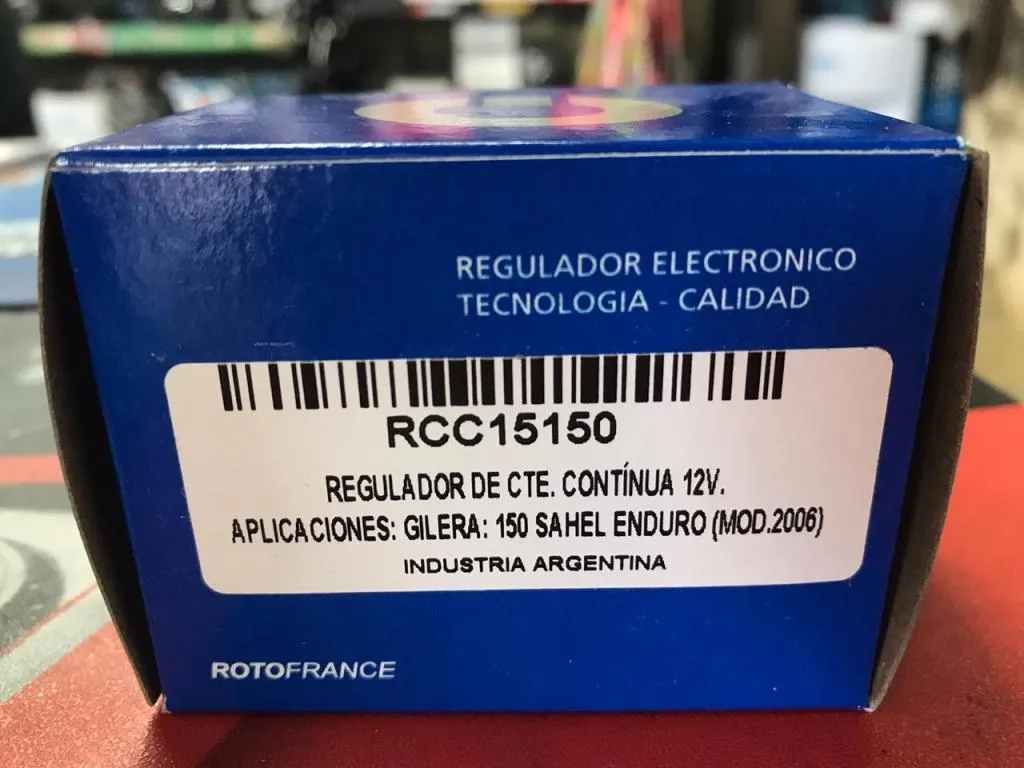 REGULADOR ELECTRONICO
TECNOLOGIA - CALIDAD
RCC15150
REGULADOR DE CTE. CONTÍNUA 12V.
APLICACIONES: GILERA: 150 SAHEL ENDURO (MOD.2006)
INDUSTRIA ARGENTINA
ROTOFRANCE